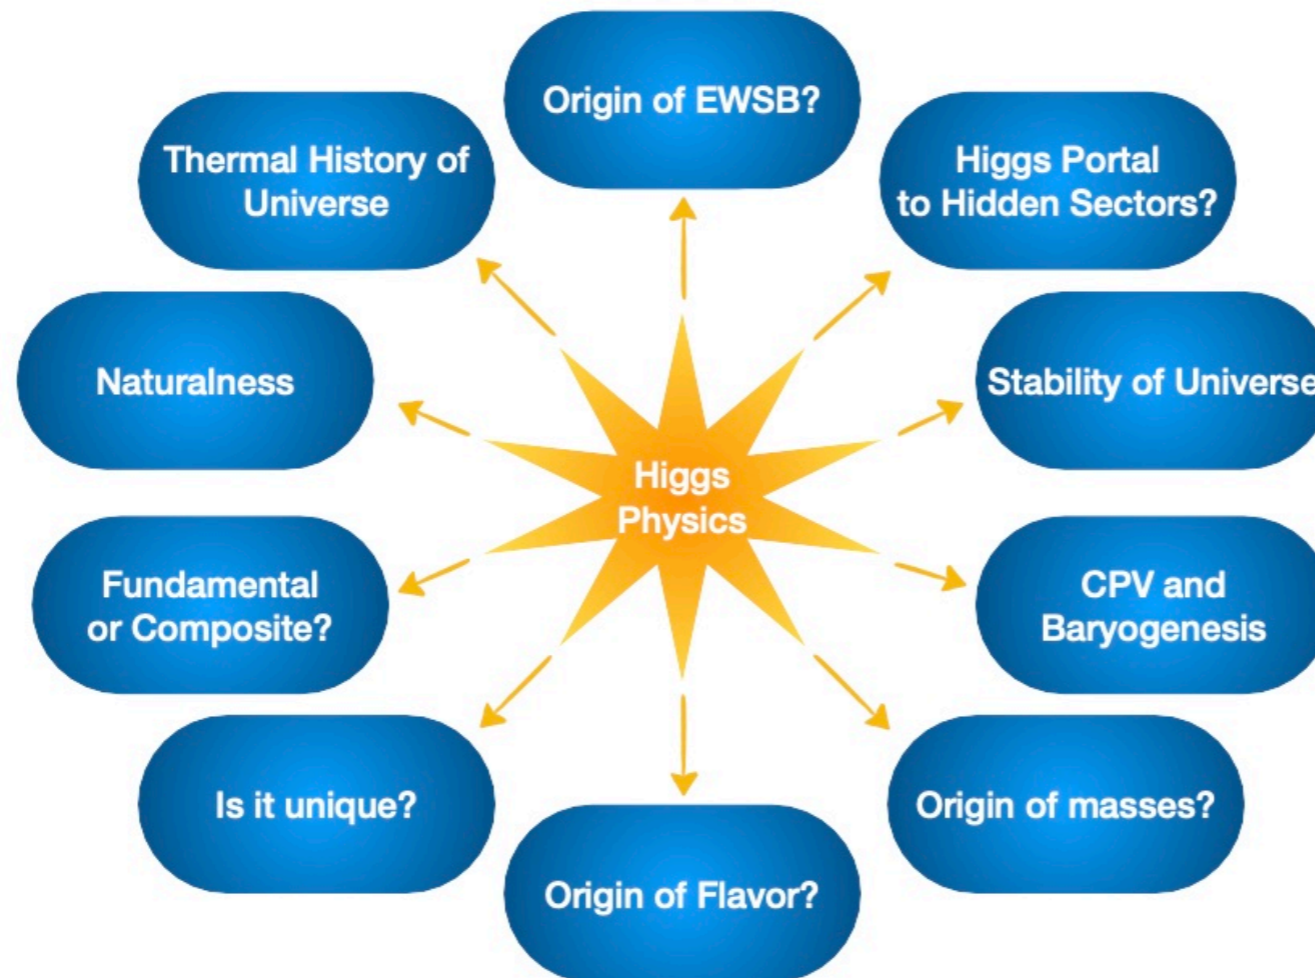 Origin of EWSB?
Thermal History of
Universe
Higgs Portal
to Hidden Sectors?
Naturalness
Stability of Universe
Higgs
Physics
Fundamental
or Composite?
CPV and
Baryogenesis
Is it unique?
Origin of masses?
Origin of Flavor?